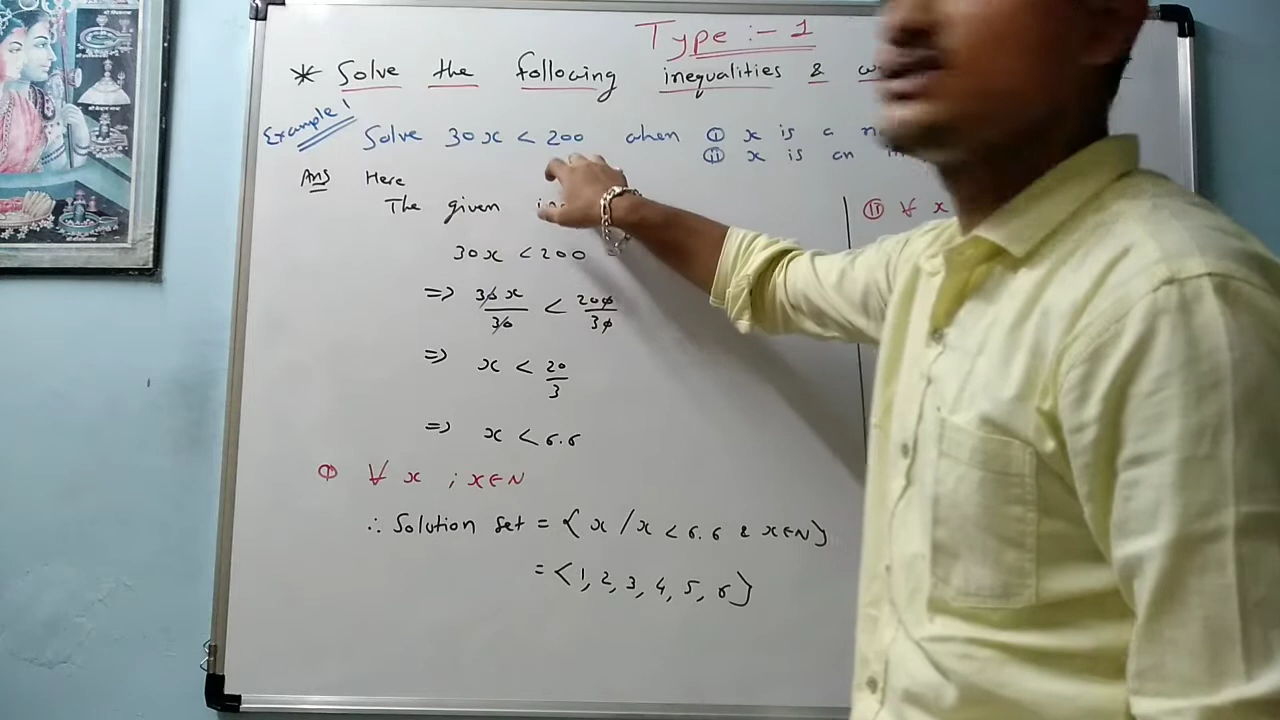 Type :- 1
* Solve the following inequalities &
Example 1
Solve 30x < 200 when ① x is a
② x is an
Ans Here
The given
30x < 200
=> 30x/30 < 200/30
=> x < 20/3
=> x < 6.6
① ∀ x ; x∈N
∴ Solution set = { x / x < 6.6 & x∈N }
= { 1, 2, 3, 4, 5, 6 }
② ∀ x